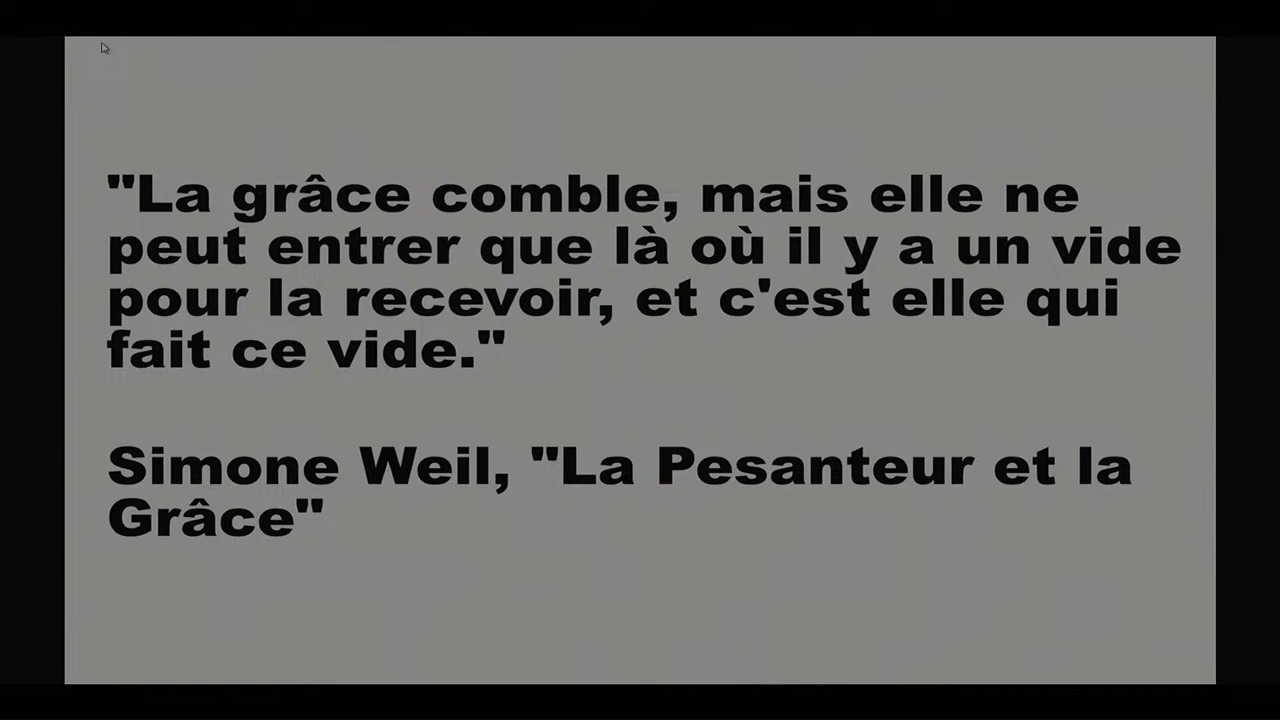 "La grâce comble, mais elle ne
peut entrer que là où il y a un vide
pour la recevoir, et c'est elle qui
fait ce vide."
Simone Weil, "La Pesanteur et la
Grâce"